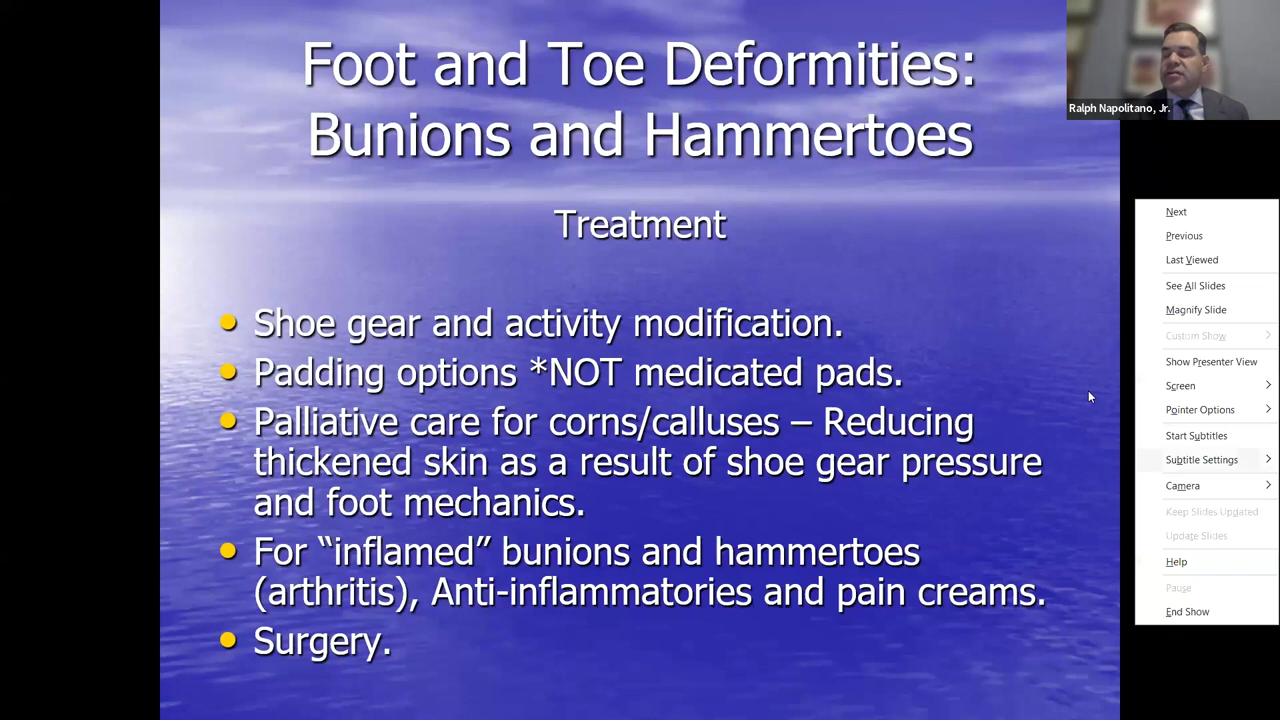 Foot and Toe Deformities:
Bunions and Hammertoes
Treatment
Shoe gear and activity modification.
Padding options *NOT medicated pads.
Palliative care for corns/calluses – Reducing
thickened skin as a result of shoe gear pressure
and foot mechanics.
For “inflamed” bunions and hammertoes
(arthritis), Anti-inflammatories and pain creams.
Surgery.
Ralph Napolitano, Jr.
Next
Previous
Last Viewed
See All Slides
Magnify Slide
Custom Show
Show Presenter View
Screen
Pointer Options
Start Subtitles
Subtitle Settings
Camera
Keep Slides Updated
Update Slides
Help
Pause
End Show